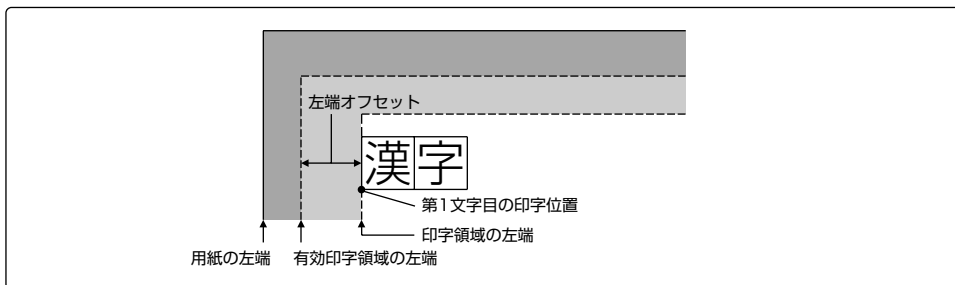 左端オフセット
漢字
第1文字目の印字位置
印字領域の左端
用紙の左端
有効印字領域の左端